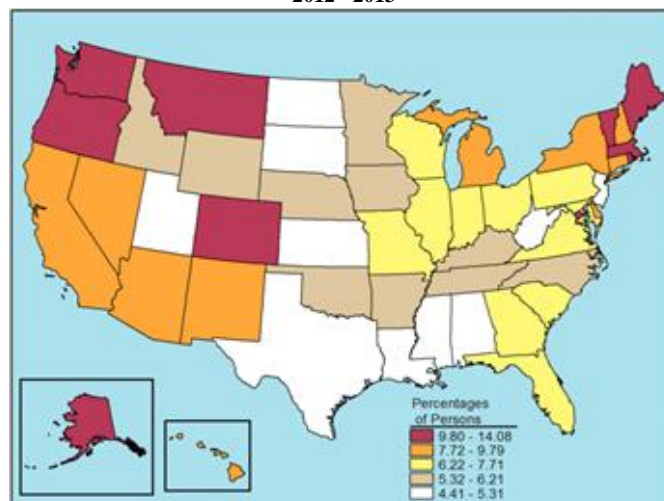 2012 - 2013
Percentages
of Persons
9.80 - 14.08
7.72 - 9.79
6.22 - 7.71
5.32 - 6.21
4.41 - 5.31